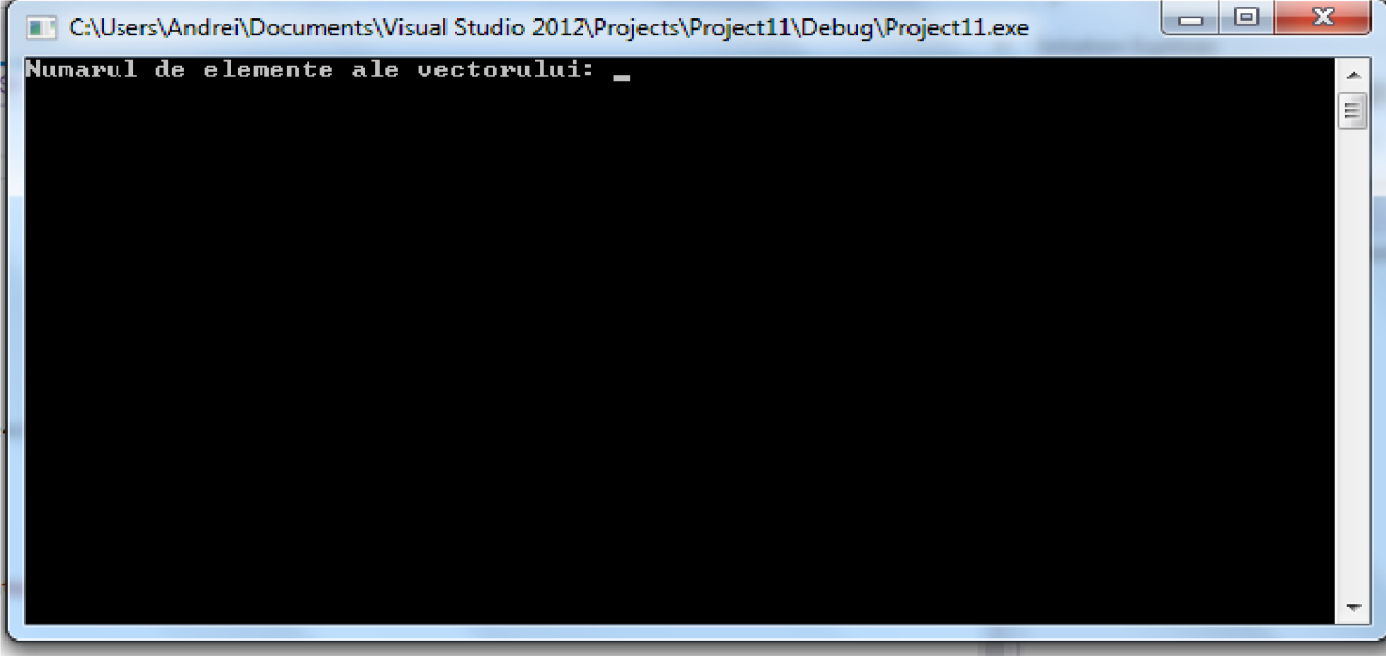 C:\Users\Andrei\Documents\Visual Studio 2012\Projects\Project11\Debug\Project11.exe
Numarul de elemente ale vectorului: _